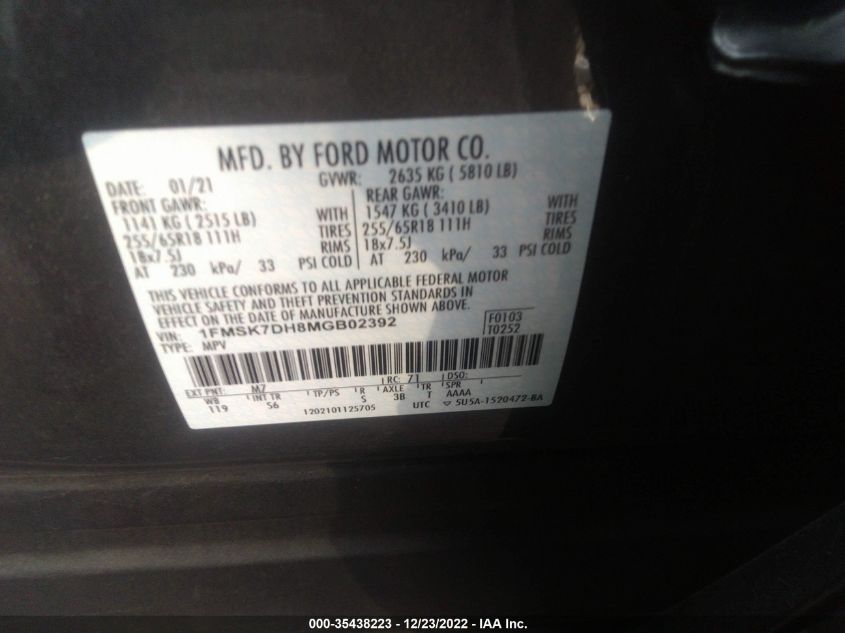 MFD. BY FORD MOTOR CO.
DATE: 01/21 GVWR: 2635 KG ( 5810 LB)
FRONT GAWR: REAR GAWR:
1141 KG ( 2515 LB) WITH 1547 KG ( 3410 LB) WITH
255/65R18 111H TIRES 255/65R18 111H TIRES
18x7.5J RIMS 18x7.5J RIMS
AT 230 kPa/ 33 PSI COLD AT 230 kPa/ 33 PSI COLD
THIS VEHICLE CONFORMS TO ALL APPLICABLE FEDERAL MOTOR
VEHICLE SAFETY AND THEFT PREVENTION STANDARDS IN
EFFECT ON THE DATE OF MANUFACTURE SHOWN ABOVE.
VIN: 1FMSK7DH8MGB02392 F0103
TYPE: MPV T0252
EXT PNT: M7 RC: 71 DSO:
WB INT TR TP/PS R AXLE TR SPR
119 S6 S 3B T AAAA
1202101125705 UTC 5U5A-1520472-BA
000-35438223 - 12/23/2022 - IAA Inc.